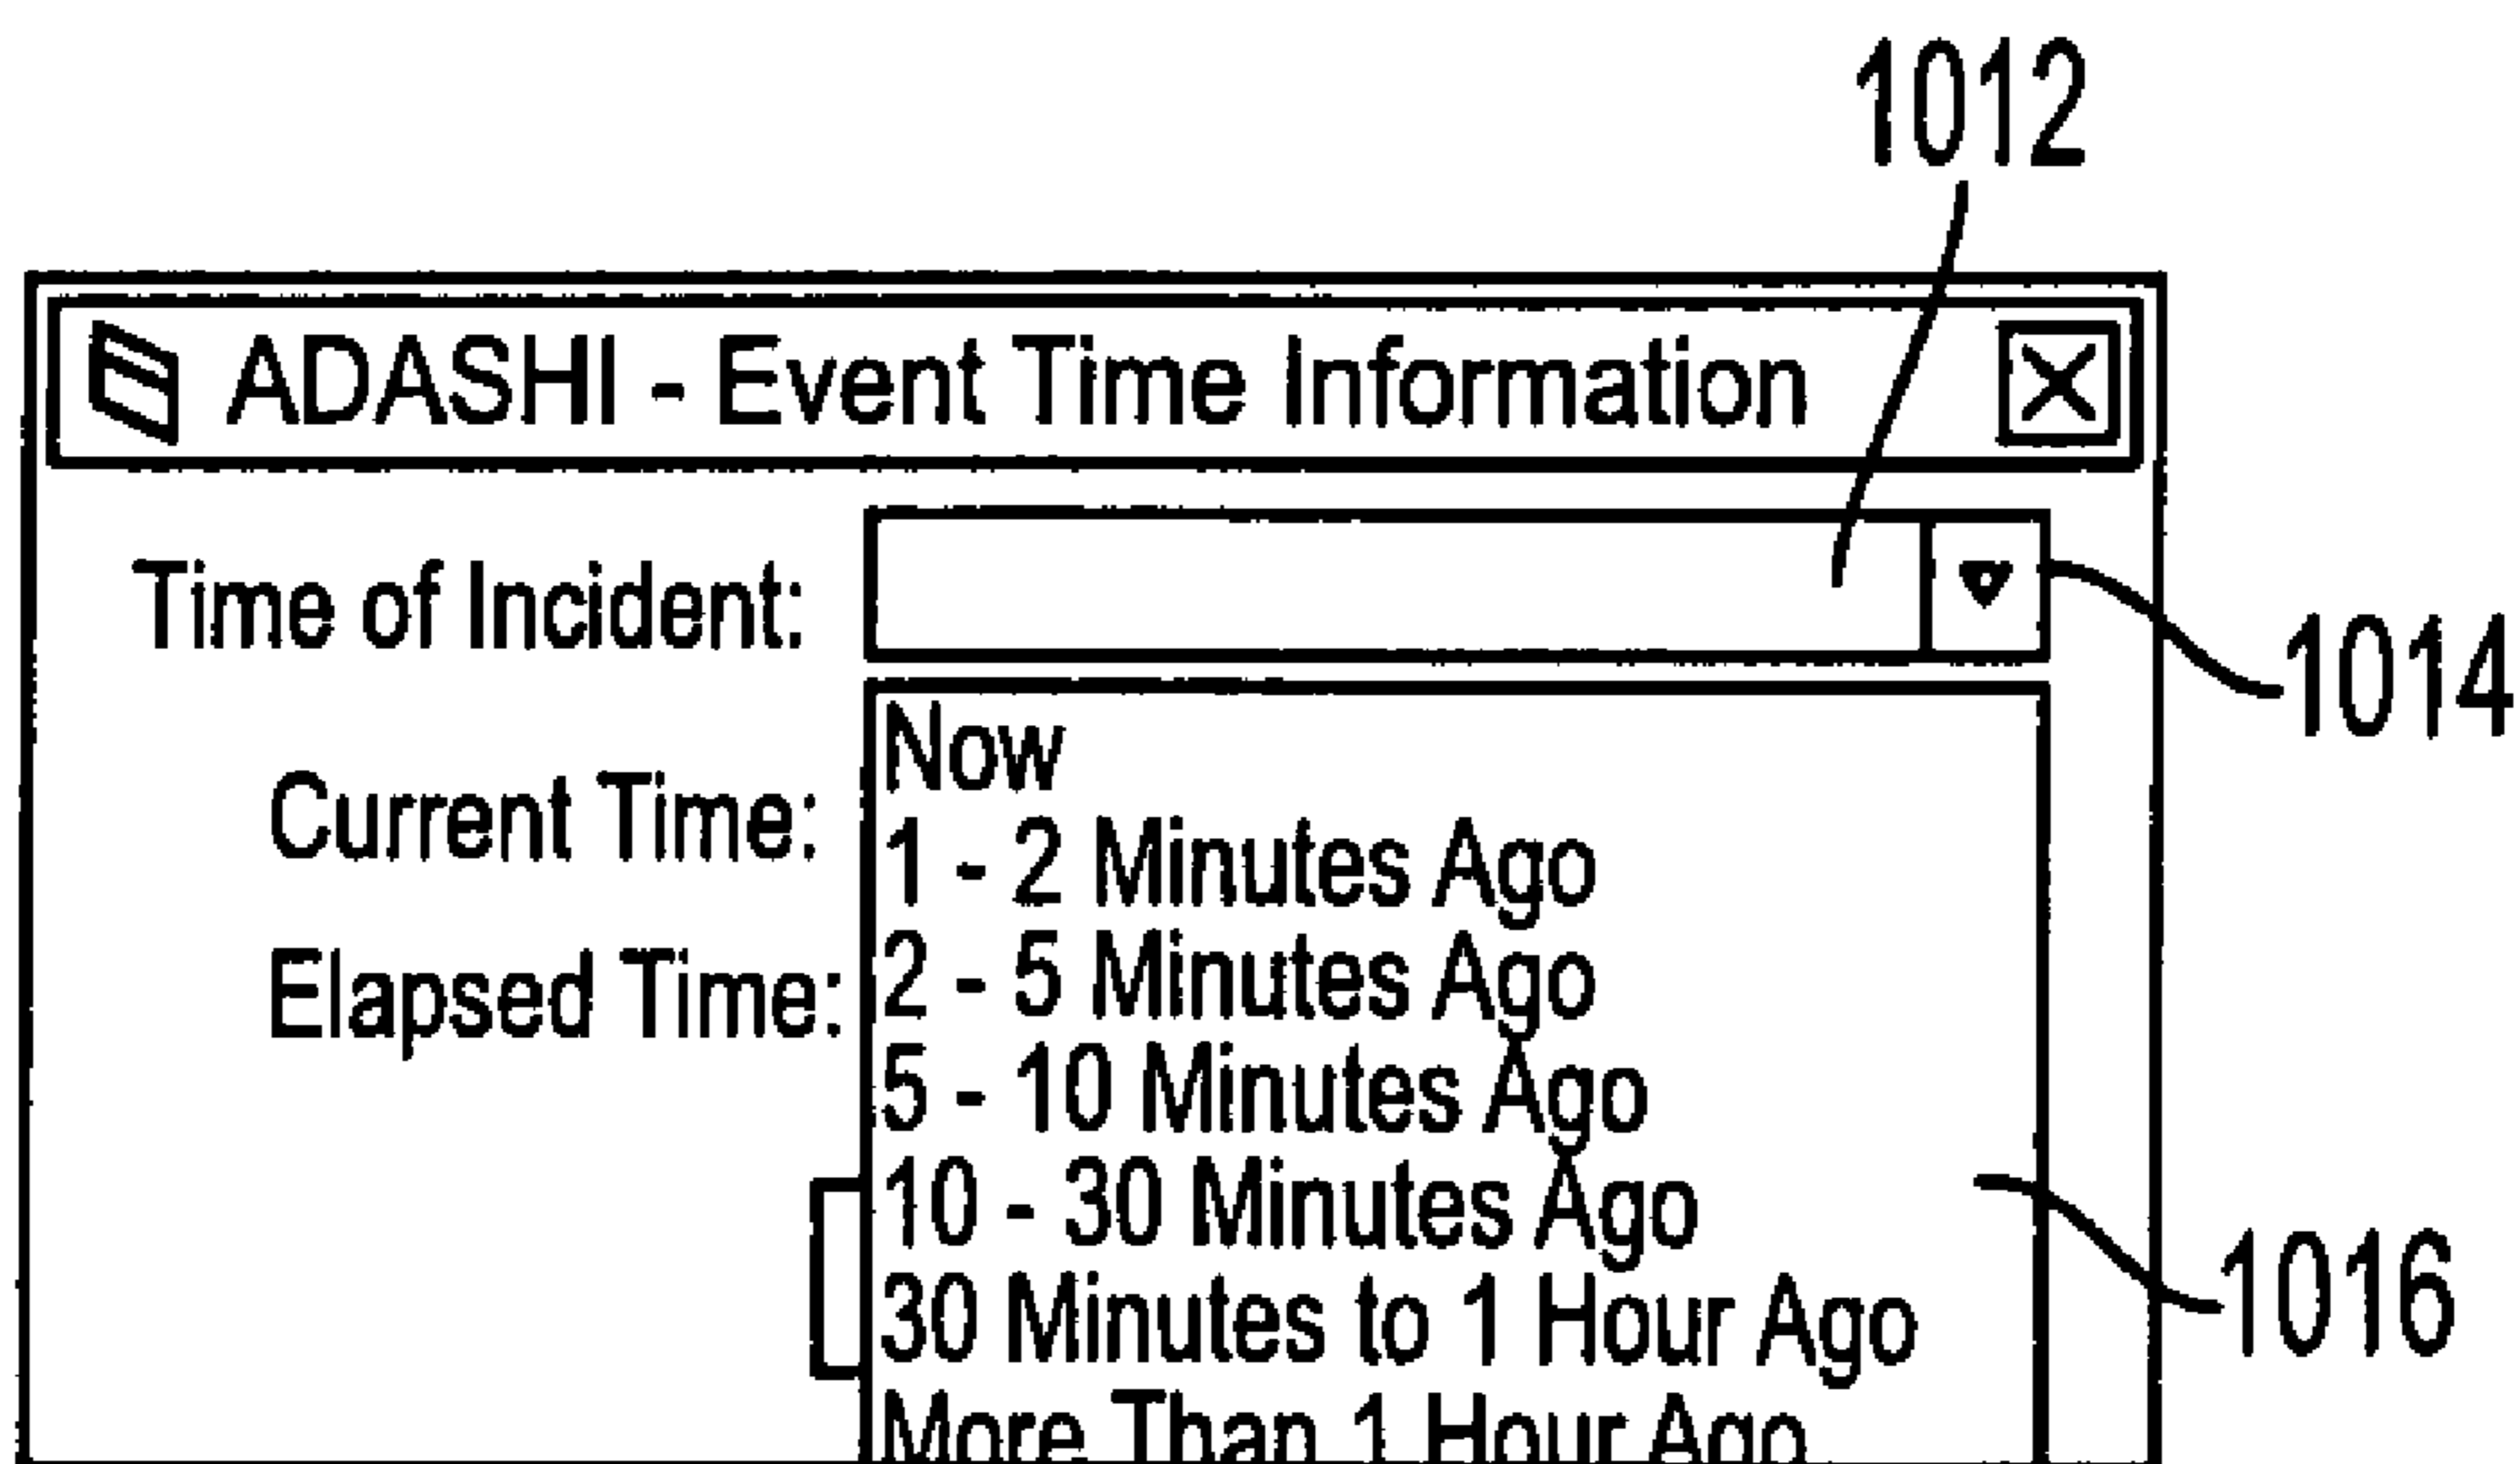 1012
ADASHI - Event Time Information
Time of Incident:
1014
Now
Current Time:
1 - 2 Minutes Ago
Elapsed Time:
2 - 5 Minutes Ago
5 - 10 Minutes Ago
10 - 30 Minutes Ago
1016
30 Minutes to 1 Hour Ago
More Than 1 Hour Ago